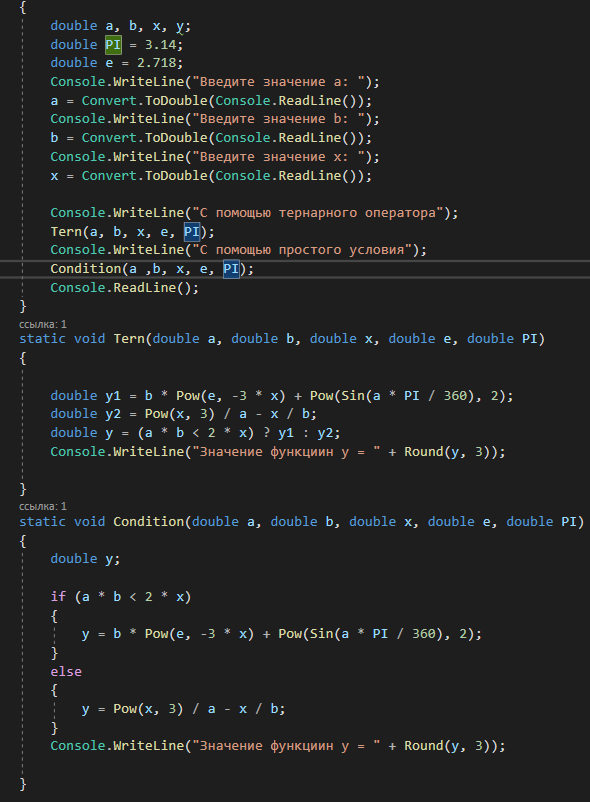 {
double a, b, x, y;
double PI = 3.14;
double e = 2.718;
Console.WriteLine("Введите значение a: ");
a = Convert.ToDouble(Console.ReadLine());
Console.WriteLine("Введите значение b: ");
b = Convert.ToDouble(Console.ReadLine());
Console.WriteLine("Введите значение x: ");
x = Convert.ToDouble(Console.ReadLine());
Console.WriteLine("С помощью тернарного оператора");
Tern(a, b, x, e, PI);
Console.WriteLine("С помощью простого условия");
Condition(a ,b, x, e, PI);
Console.ReadLine();
}
ссылка: 1
static void Tern(double a, double b, double x, double e, double PI)
{
double y1 = b * Pow(e, -3 * x) + Pow(Sin(a * PI / 360), 2);
double y2 = Pow(x, 3) / a - x / b;
double y = (a * b < 2 * x) ? y1 : y2;
Console.WriteLine("Значение функциин y = " + Round(y, 3));
}
ссылка: 1
static void Condition(double a, double b, double x, double e, double PI)
{
double y;
if (a * b < 2 * x)
{
y = b * Pow(e, -3 * x) + Pow(Sin(a * PI / 360), 2);
}
else
{
y = Pow(x, 3) / a - x / b;
}
Console.WriteLine("Значение функциин y = " + Round(y, 3));
}